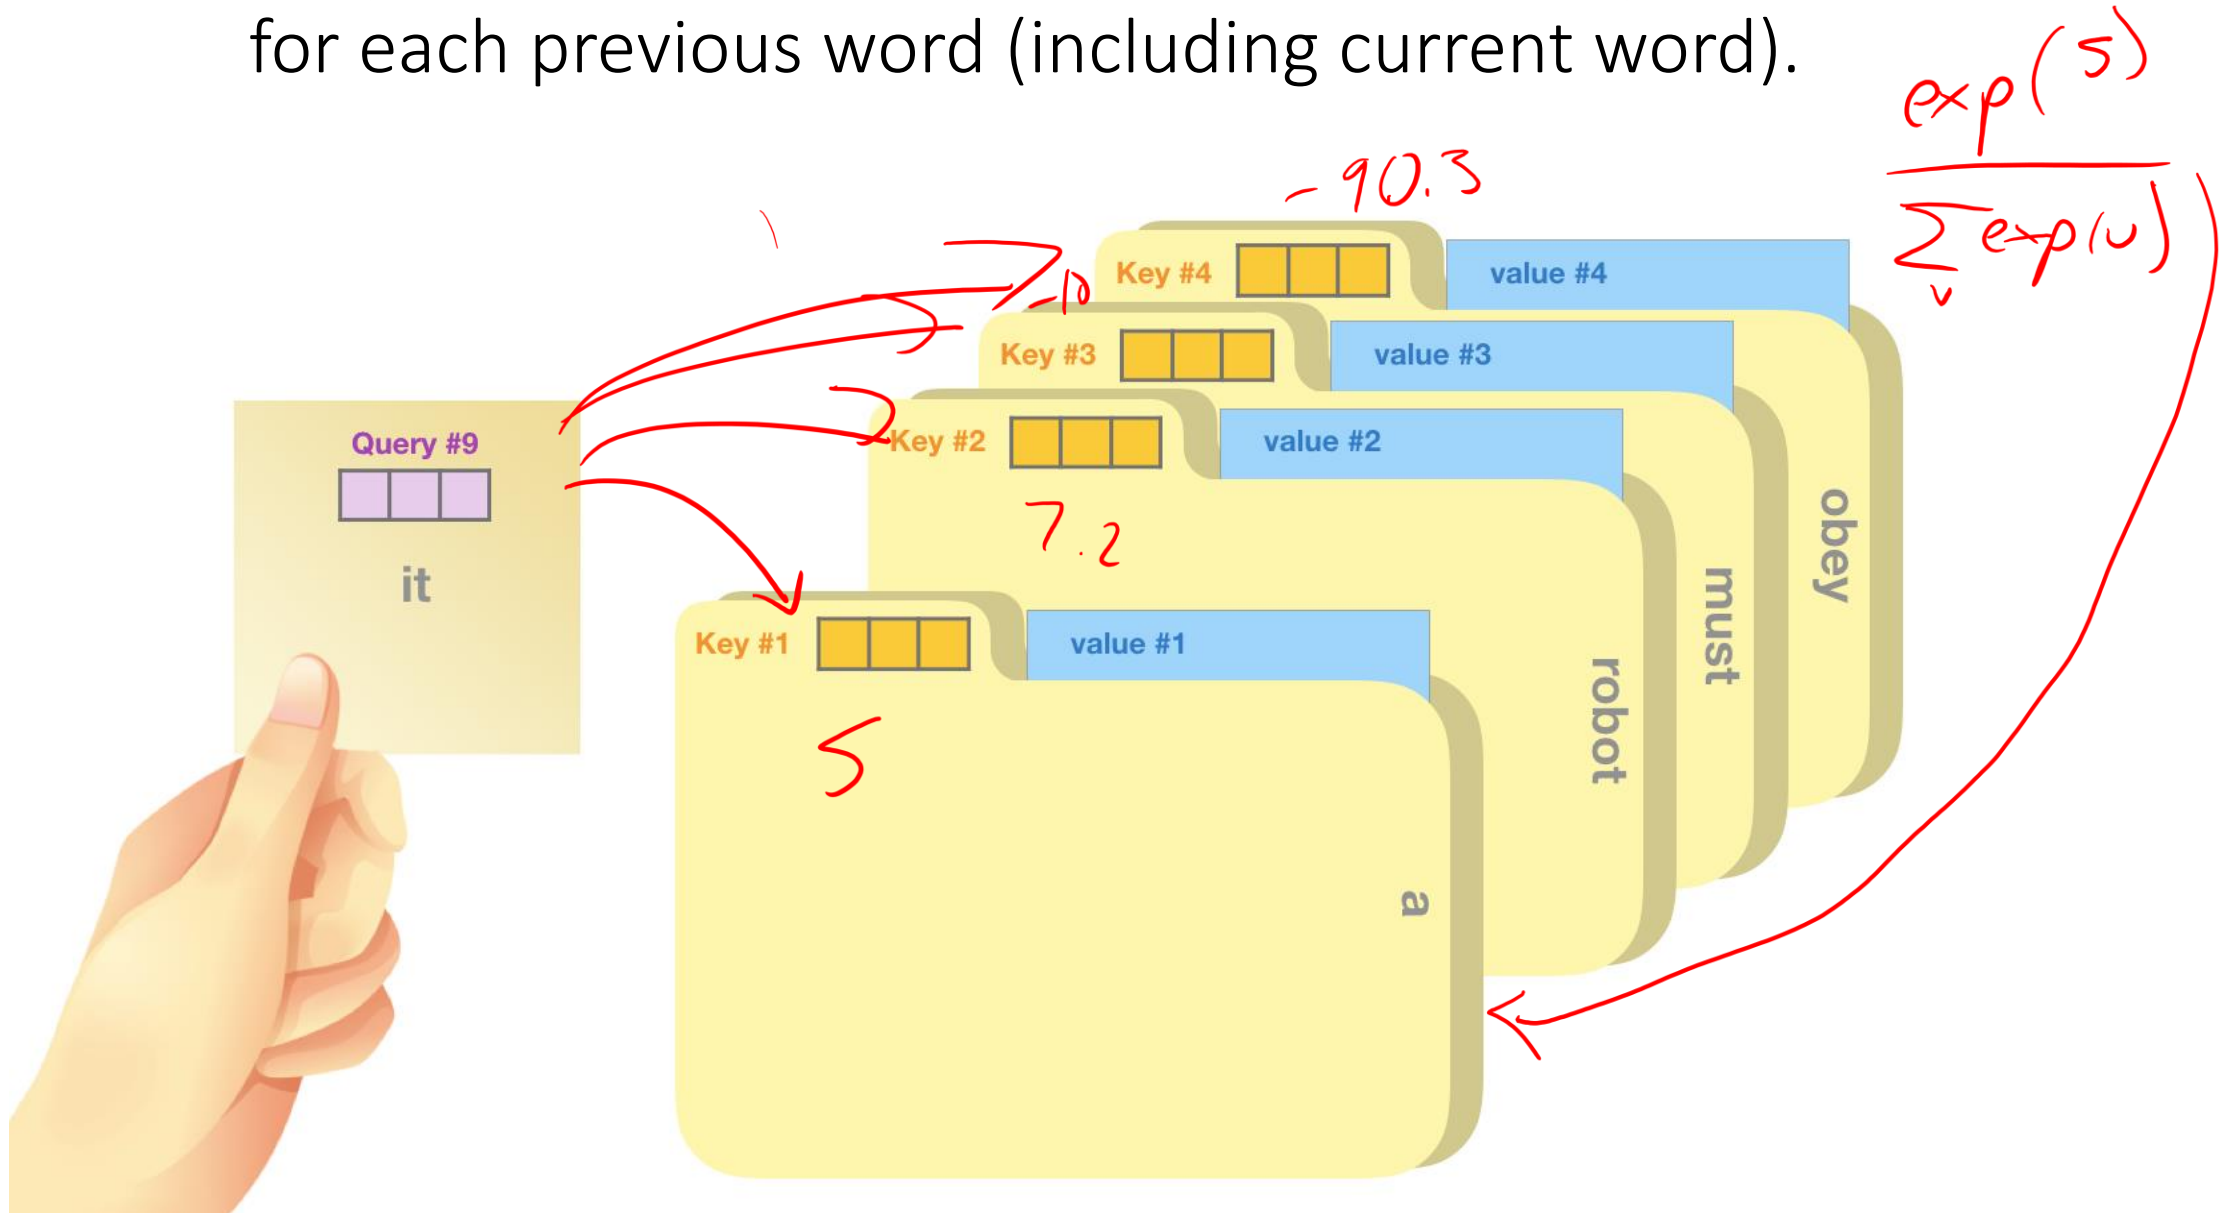 for each previous word (including current word).
exp(5)
Σ exp(v)
v
-90.3
Key #4 value #4
-10
Key #3 value #3
Key #2 value #2
7.2
Query #9
it
Key #1 value #1
5
obey
must
robot
a